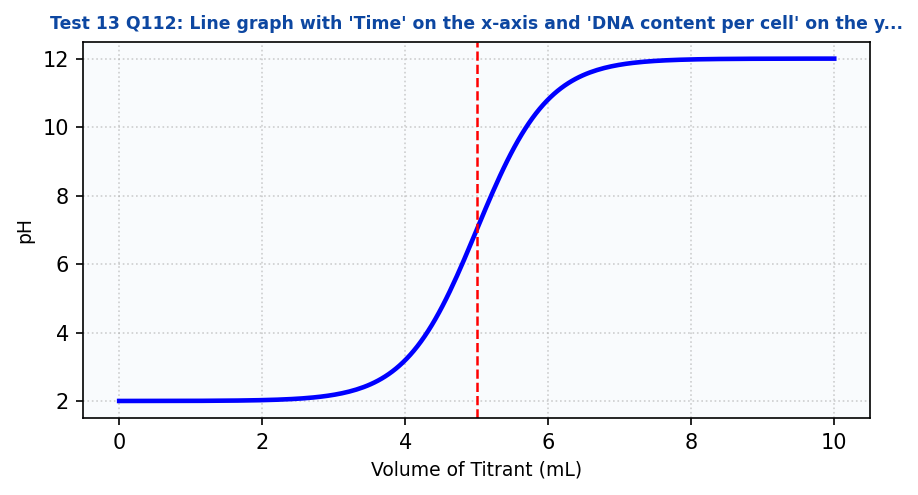 Test 13 Q112: Line graph with 'Time' on the x-axis and 'DNA content per cell' on the y...
12
10
8
6
4
2
pH
0 2 4 6 8 10
Volume of Titrant (mL)